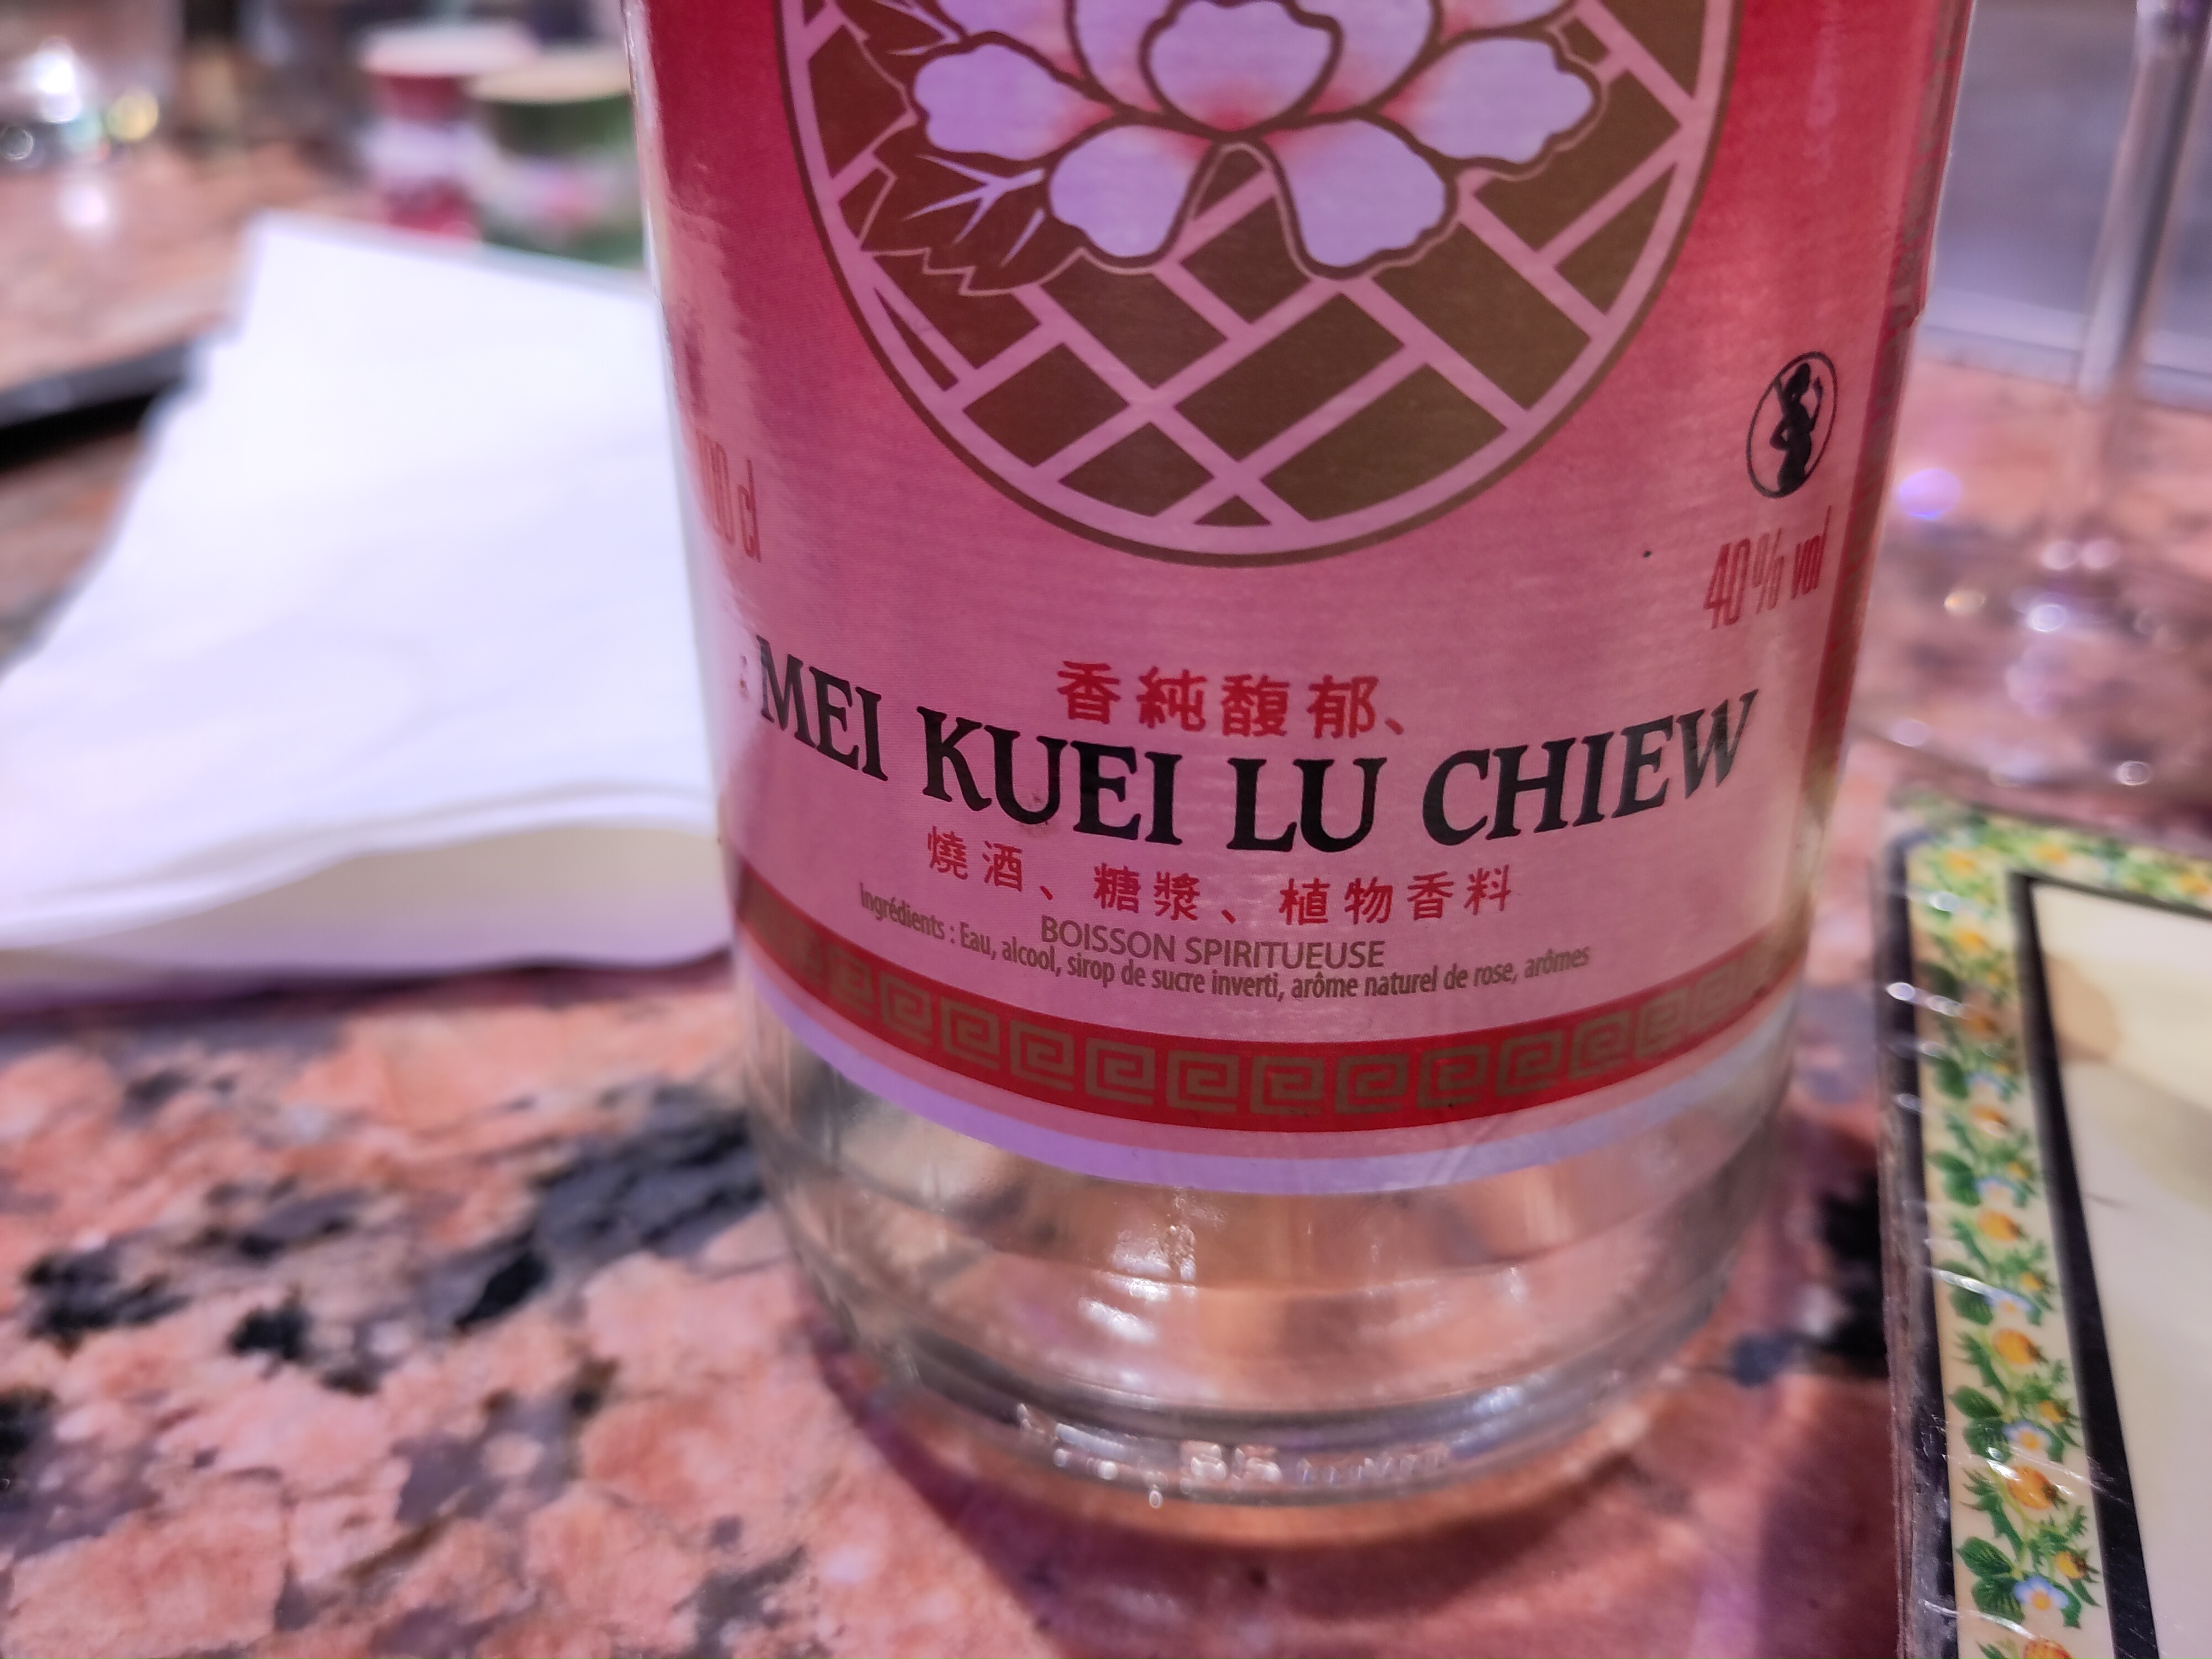 cl
40% vol
香純馥郁、
MEI KUEI LU CHIEW
燒酒、糖漿、植物香料
BOISSON SPIRITUEUSE
Ingrédients : Eau, alcool, sirop de sucre inverti, arôme naturel de rose, arômes